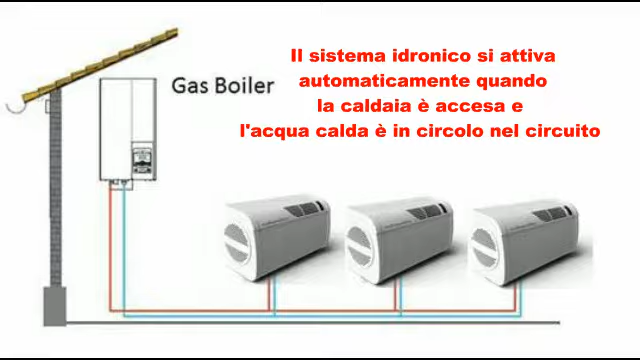 Il sistema idronico si attiva
automaticamente quando
la caldaia è accesa e
l'acqua calda è in circolo nel circuito
Gas Boiler